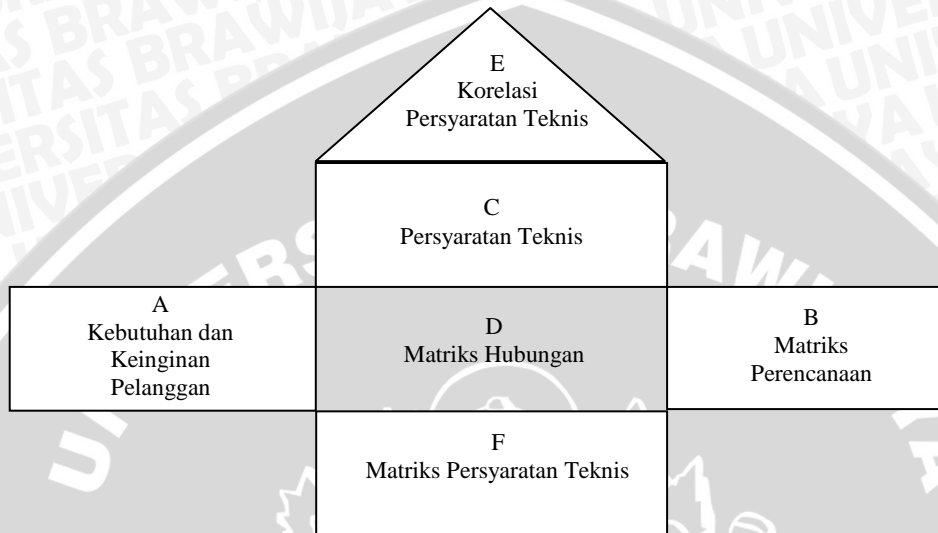 E
Korelasi
Persyaratan Teknis
C
Persyaratan Teknis
A
Kebutuhan dan
Keinginan
Pelanggan
D
Matriks Hubungan
B
Matriks
Perencanaan
F
Matriks Persyaratan Teknis